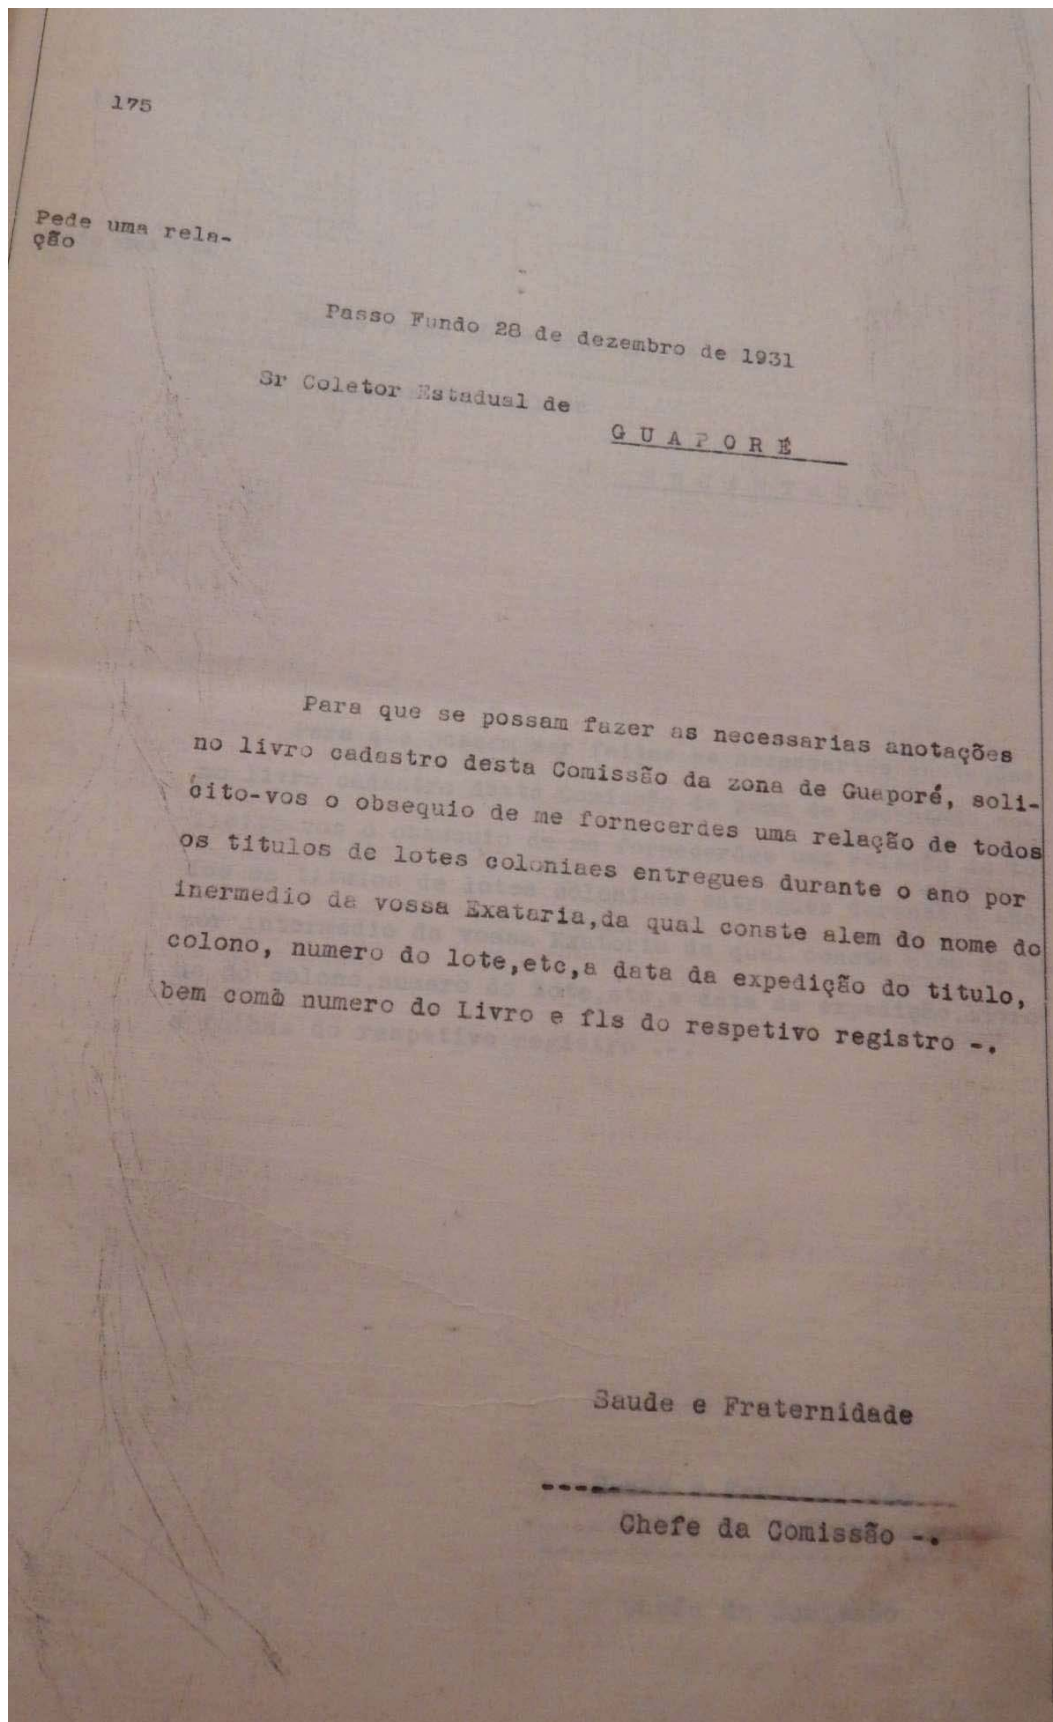 175
Pede uma rela-
ção
Passo Fundo 28 de dezembro de 1931
Sr Coletor Estadual de
G U A P O R É
Para que se possam fazer as necessarias anotações
no livro cadastro desta Comissão da zona de Guaporé, soli-
cito-vos o obsequio de me fornecerdes uma relação de todos
os titulos de lotes coloniaes entregues durante o ano por
inermedio da vossa Exataria,da qual conste alem do nome do
colono, numero do lote,etc,a data da expedição do titulo,
bem como numero do Livro e fls do respetivo registro -.
Saude e Fraternidade
Chefe da Comissão -.